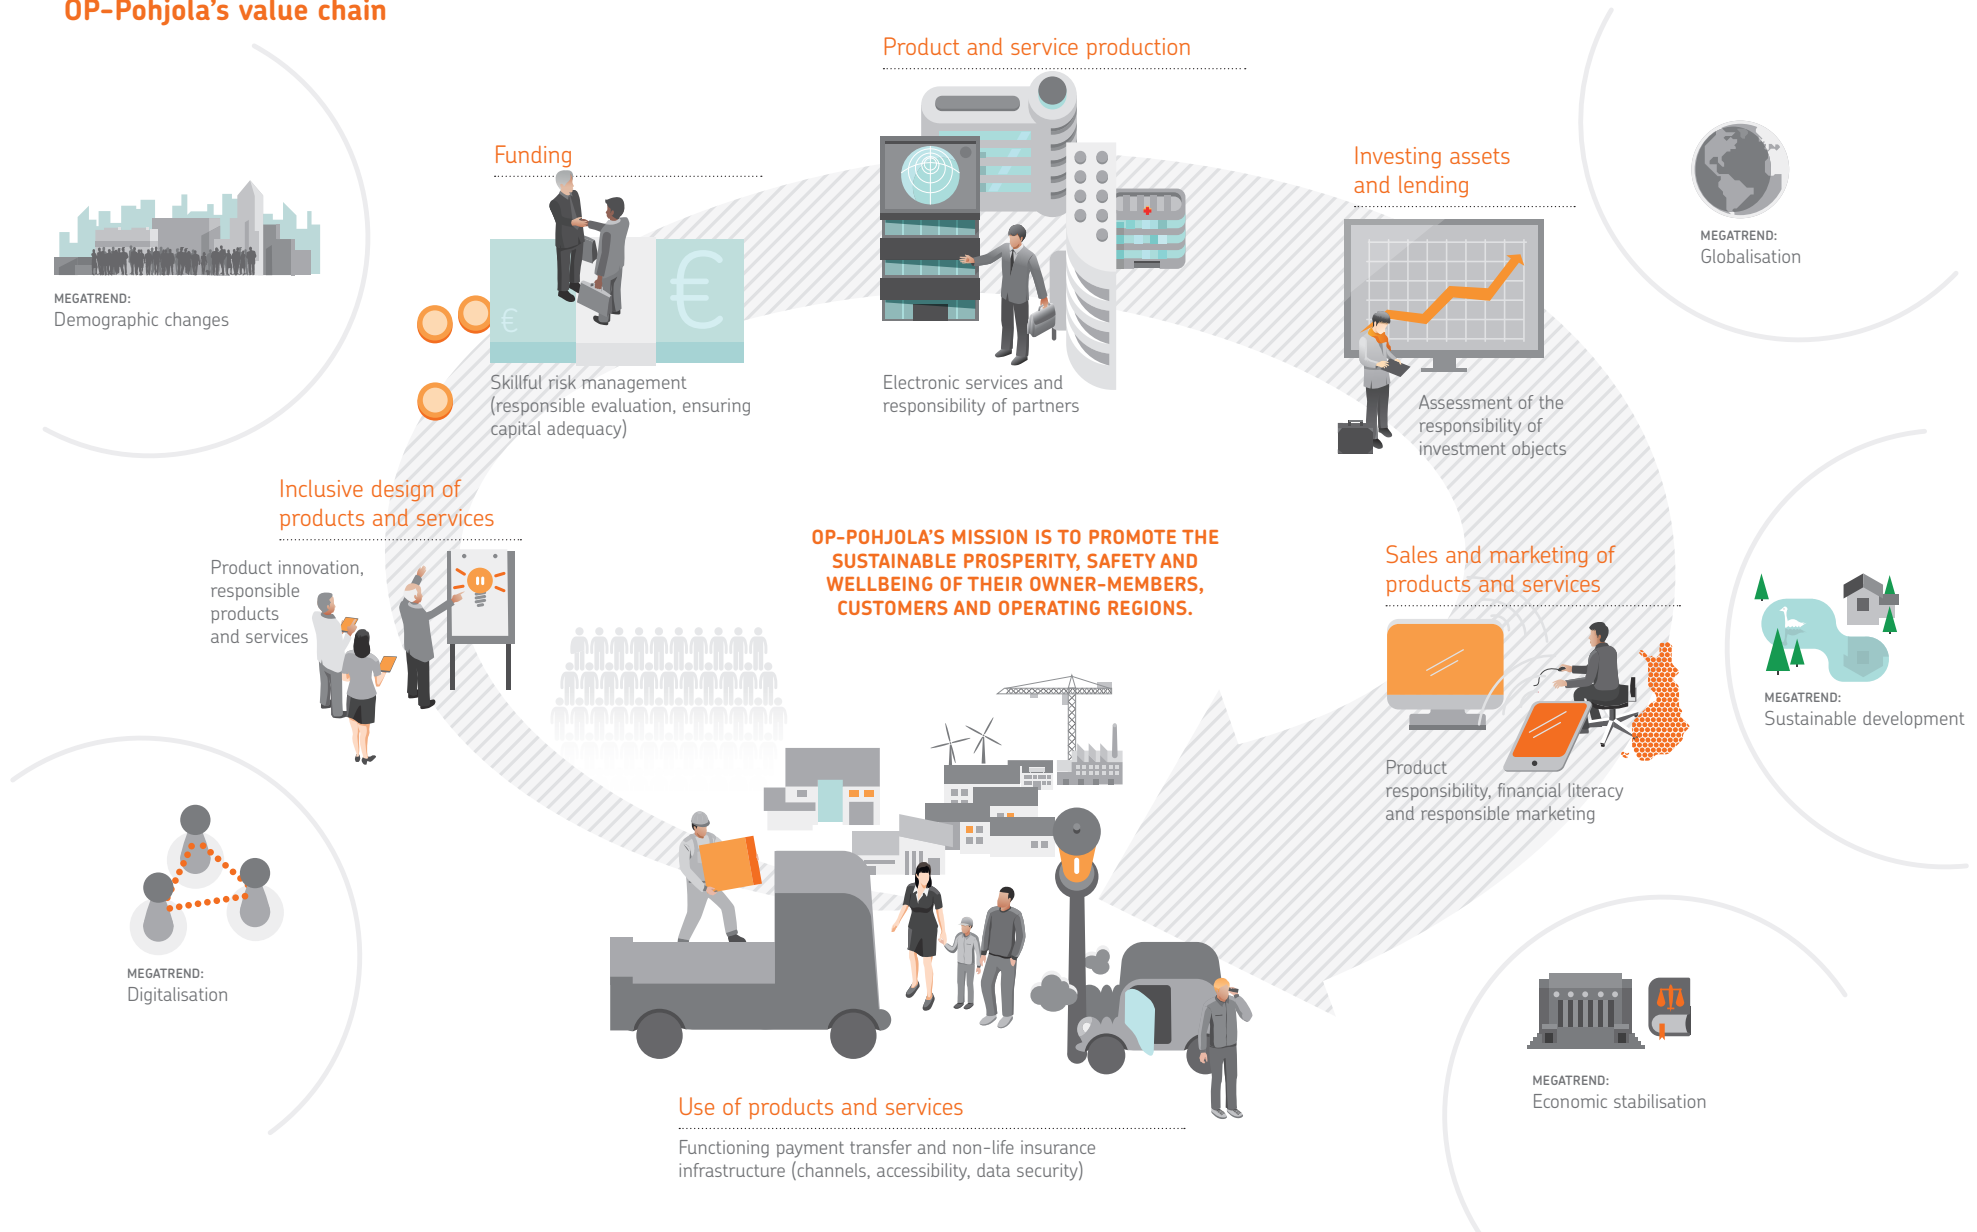 OP-Pohjola's value chain
Product and service production
Funding
Investing assets
and lending
MEGATREND:
Globalisation
MEGATREND:
Demographic changes
€
€
Skillful risk management
(responsible evaluation, ensuring
capital adequacy)
Electronic services and
responsibility of partners
Assessment of the
responsibility of
investment objects
Inclusive design of
products and services
Product innovation,
responsible
products
and services
OP-POHJOLA'S MISSION IS TO PROMOTE THE
SUSTAINABLE PROSPERITY, SAFETY AND
WELLBEING OF THEIR OWNER-MEMBERS,
CUSTOMERS AND OPERATING REGIONS.
Sales and marketing of
products and services
MEGATREND:
Sustainable development
Product
responsibility, financial literacy
and responsible marketing
MEGATREND:
Digitalisation
MEGATREND:
Economic stabilisation
Use of products and services
Functioning payment transfer and non-life insurance
infrastructure (channels, accessibility, data security)